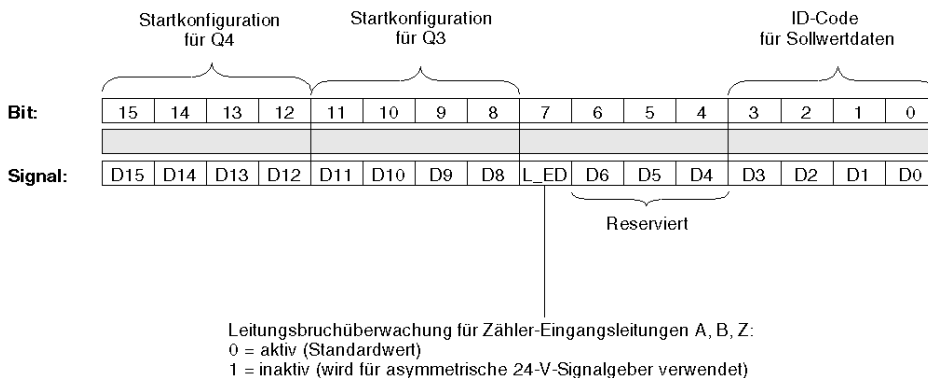 Startkonfiguration
für Q4
Startkonfiguration
für Q3
ID-Code
für Sollwertdaten
Bit: 15 14 13 12 11 10 9 8 7 6 5 4 3 2 1 0
Signal: D15 D14 D13 D12 D11 D10 D9 D8 L_ED D6 D5 D4 D3 D2 D1 D0
Reserviert
Leitungsbruchüberwachung für Zähler-Eingangsleitungen A, B, Z:
0 = aktiv (Standardwert)
1 = inaktiv (wird für asymmetrische 24-V-Signalgeber verwendet)